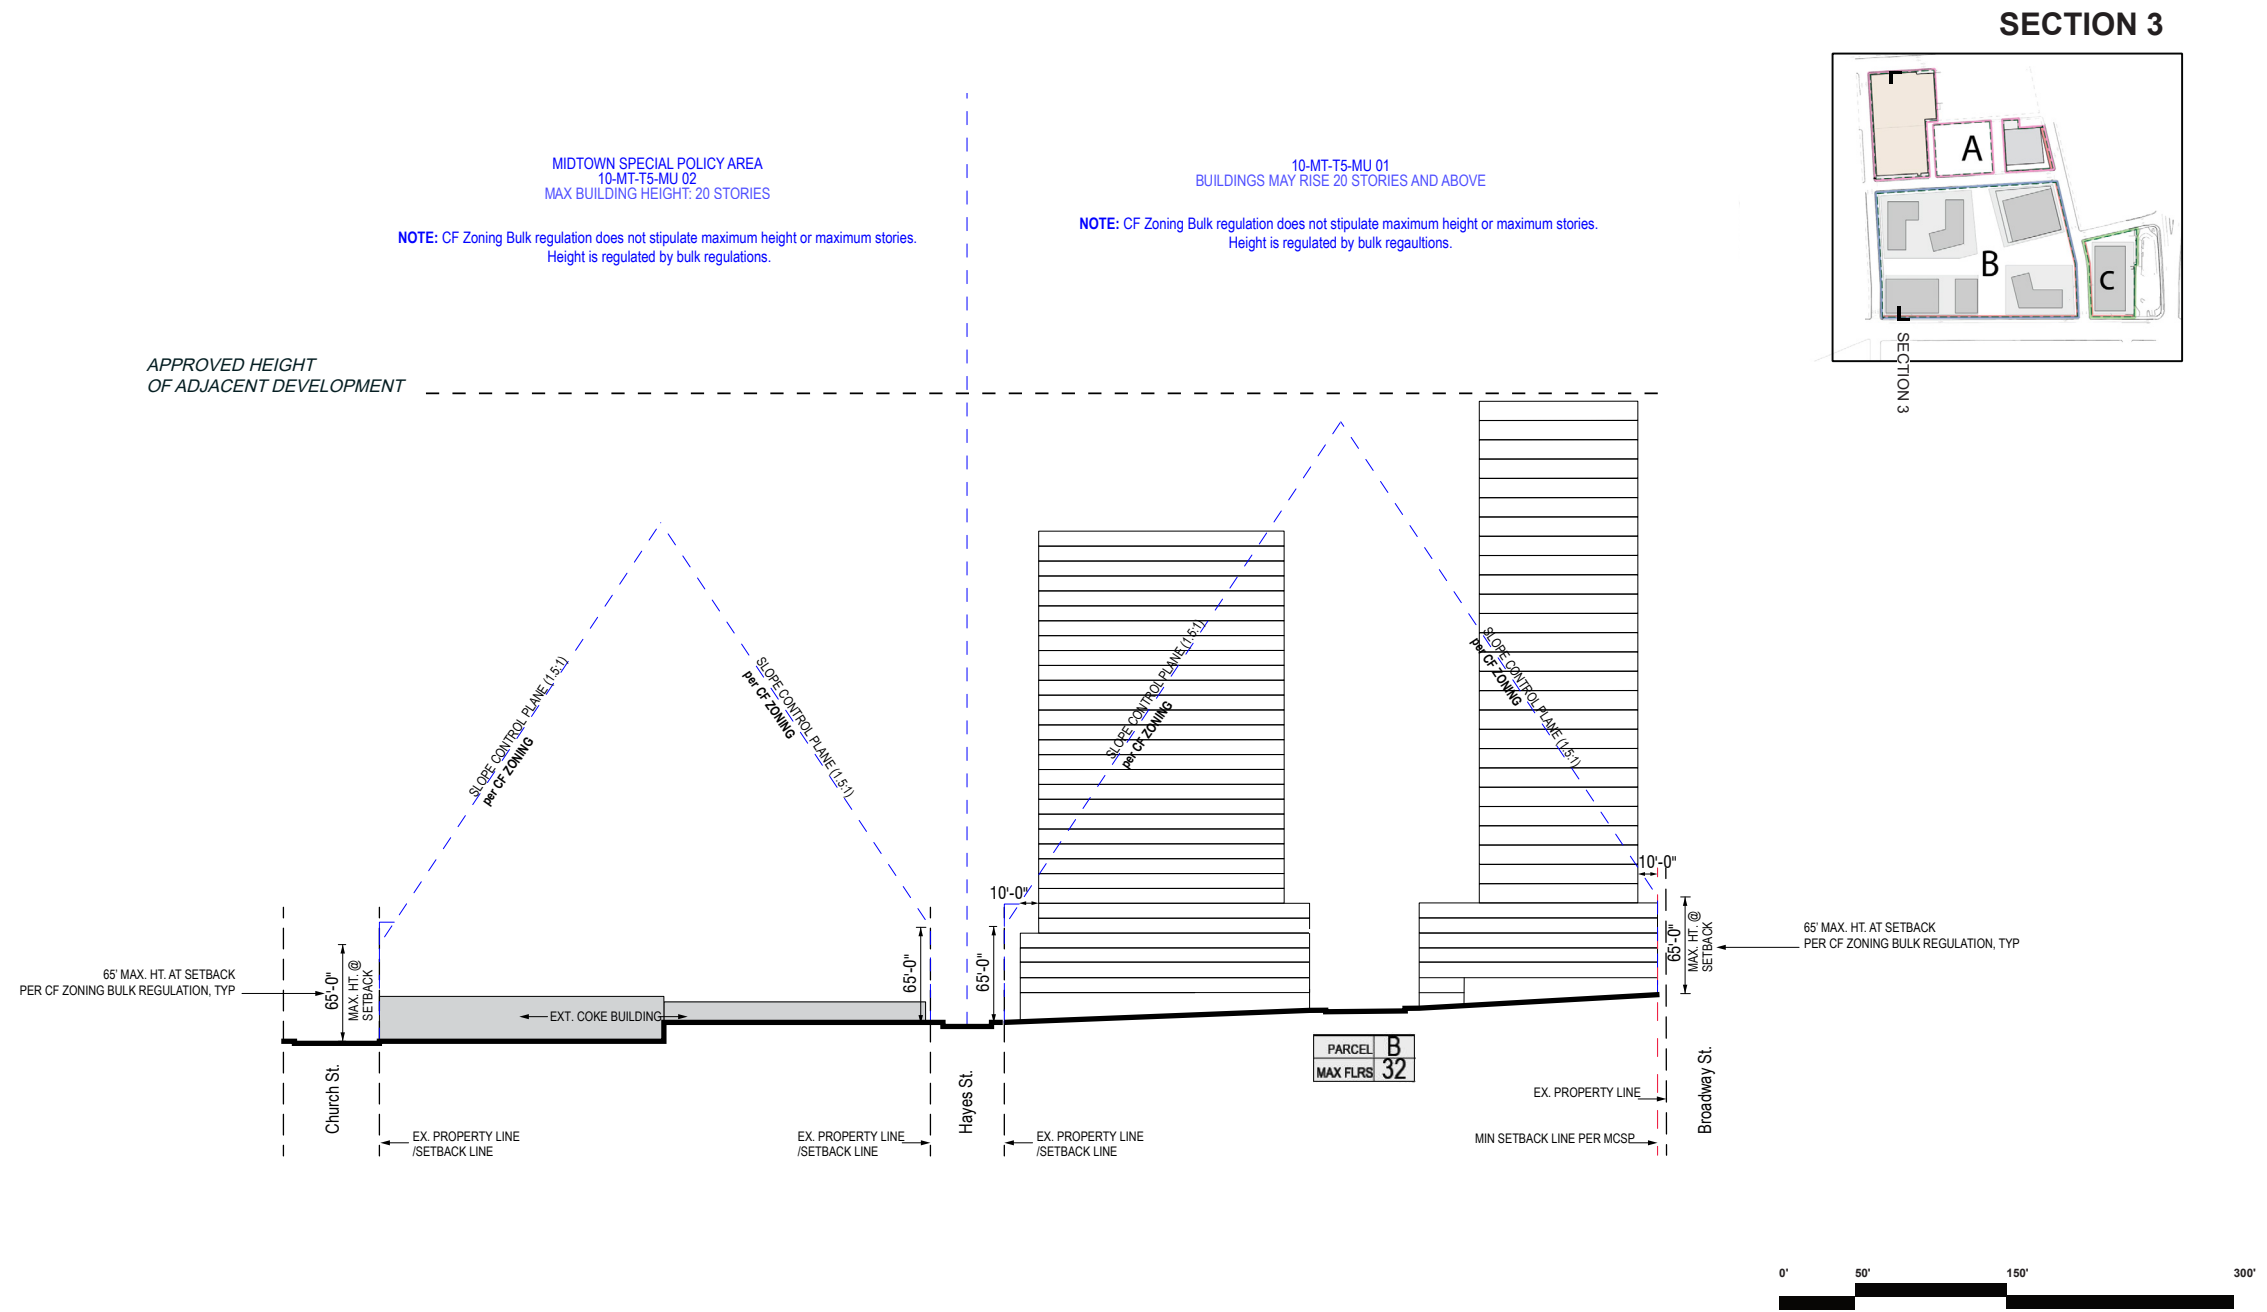 SECTION 3
A
B
C
SECTION 3
MIDTOWN SPECIAL POLICY AREA
10-MT-T5-MU 02
MAX BUILDING HEIGHT: 20 STORIES
NOTE: CF Zoning Bulk regulation does not stipulate maximum height or maximum stories.
Height is regulated by bulk regulations.
10-MT-T5-MU 01
BUILDINGS MAY RISE 20 STORIES AND ABOVE
NOTE: CF Zoning Bulk regulation does not stipulate maximum height or maximum stories.
Height is regulated by bulk regaultions.
APPROVED HEIGHT
OF ADJACENT DEVELOPMENT
SLOPE CONTROL PLANE (1.5:1)
per CF ZONING
SLOPE CONTROL PLANE (1.5:1)
per CF ZONING
SLOPE CONTROL PLANE (1.5:1)
per CF ZONING
SLOPE CONTROL PLANE (1.5:1)
per CF ZONING
10'-0"
10'-0"
65' MAX. HT. AT SETBACK
PER CF ZONING BULK REGULATION, TYP
65'-0"
MAX. HT. @
SETBACK
EXT. COKE BUILDING
65'-0"
65'-0"
65'-0"
MAX. HT. @
SETBACK
65' MAX. HT. AT SETBACK
PER CF ZONING BULK REGULATION, TYP
PARCEL B
MAX FLRS 32
Church St.
Hayes St.
Broadway St.
EX. PROPERTY LINE
/SETBACK LINE
EX. PROPERTY LINE
/SETBACK LINE
EX. PROPERTY LINE
/SETBACK LINE
EX. PROPERTY LINE
MIN SETBACK LINE PER MCSP
0' 50' 150' 300'